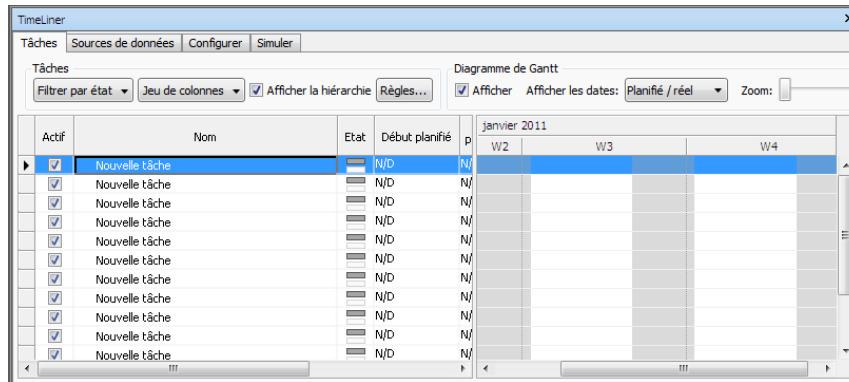 TimeLiner
Tâches Sources de données Configurer Simuler
Tâches Diagramme de Gantt
Filtrer par état Jeu de colonnes Afficher la hiérarchie Règles... Afficher Afficher les dates: Planifié / réel Zoom:
janvier 2011
Actif Nom Etat Début planifié p W2 W3 W4
Nouvelle tâche N/D N/
Nouvelle tâche N/D N/
Nouvelle tâche N/D N/
Nouvelle tâche N/D N/
Nouvelle tâche N/D N/
Nouvelle tâche N/D N/
Nouvelle tâche N/D N/
Nouvelle tâche N/D N/
Nouvelle tâche N/D N/
Nouvelle tâche N/D N/
Nouvelle tâche N/D N/